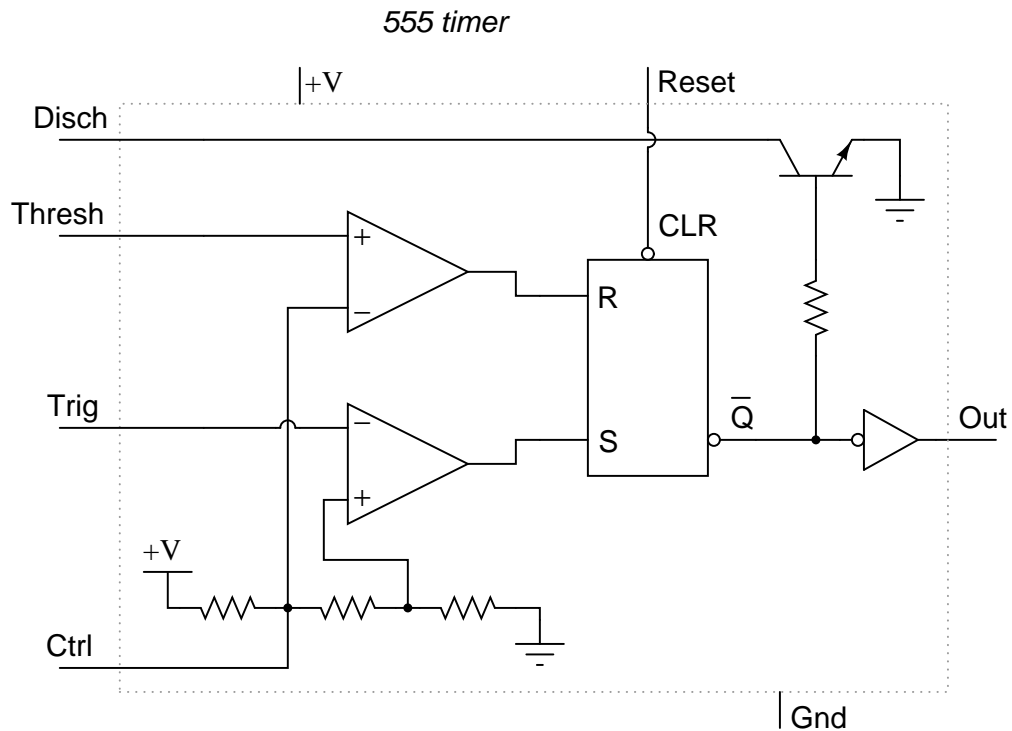 555 timer
+V
Reset
Disch
Thresh
CLR
+
R
−
Trig
−
Q̅
Out
S
+
+V
Ctrl
Gnd